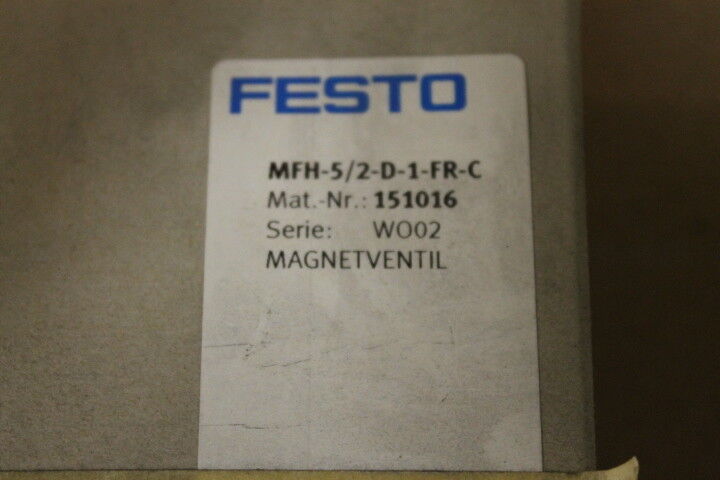 FESTO
MFH-5/2-D-1-FR-C
Mat.-Nr.: 151016
Serie: WO02
MAGNETVENTIL